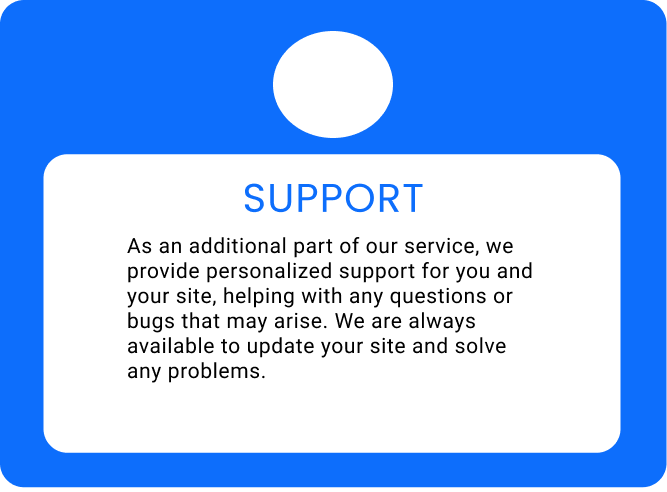 SUPPORT
As an additional part of our service, we
provide personalized support for you and
your site, helping with any questions or
bugs that may arise. We are always
available to update your site and solve
any problems.